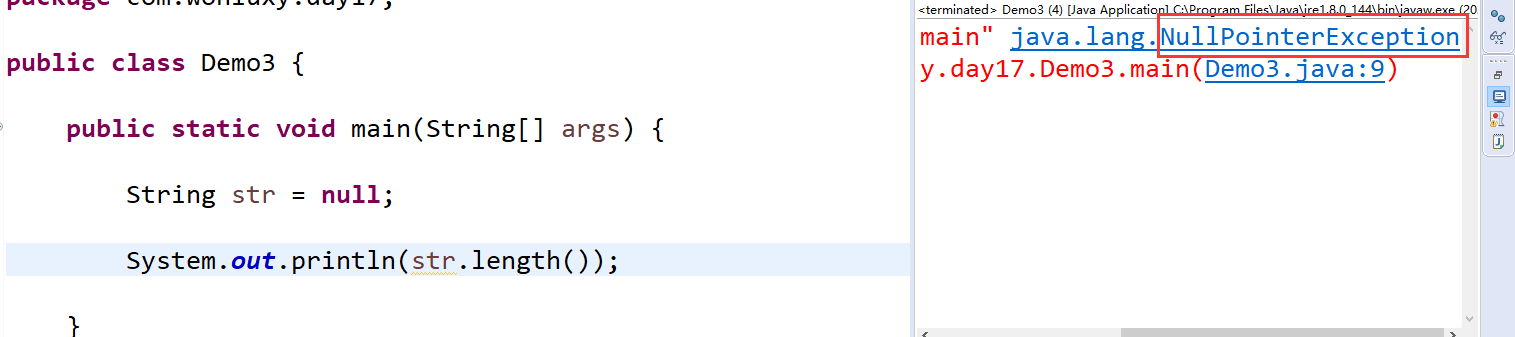 package com.woniuxy.day17;
public class Demo3 {
public static void main(String[] args) {
String str = null;
System.out.println(str.length());
}
<terminated> Demo3 (4) [Java Application] C:\Program Files\Java\jre1.8.0_144\bin\javaw.exe (20
main" java.lang.NullPointerException
y.day17.Demo3.main(Demo3.java:9)